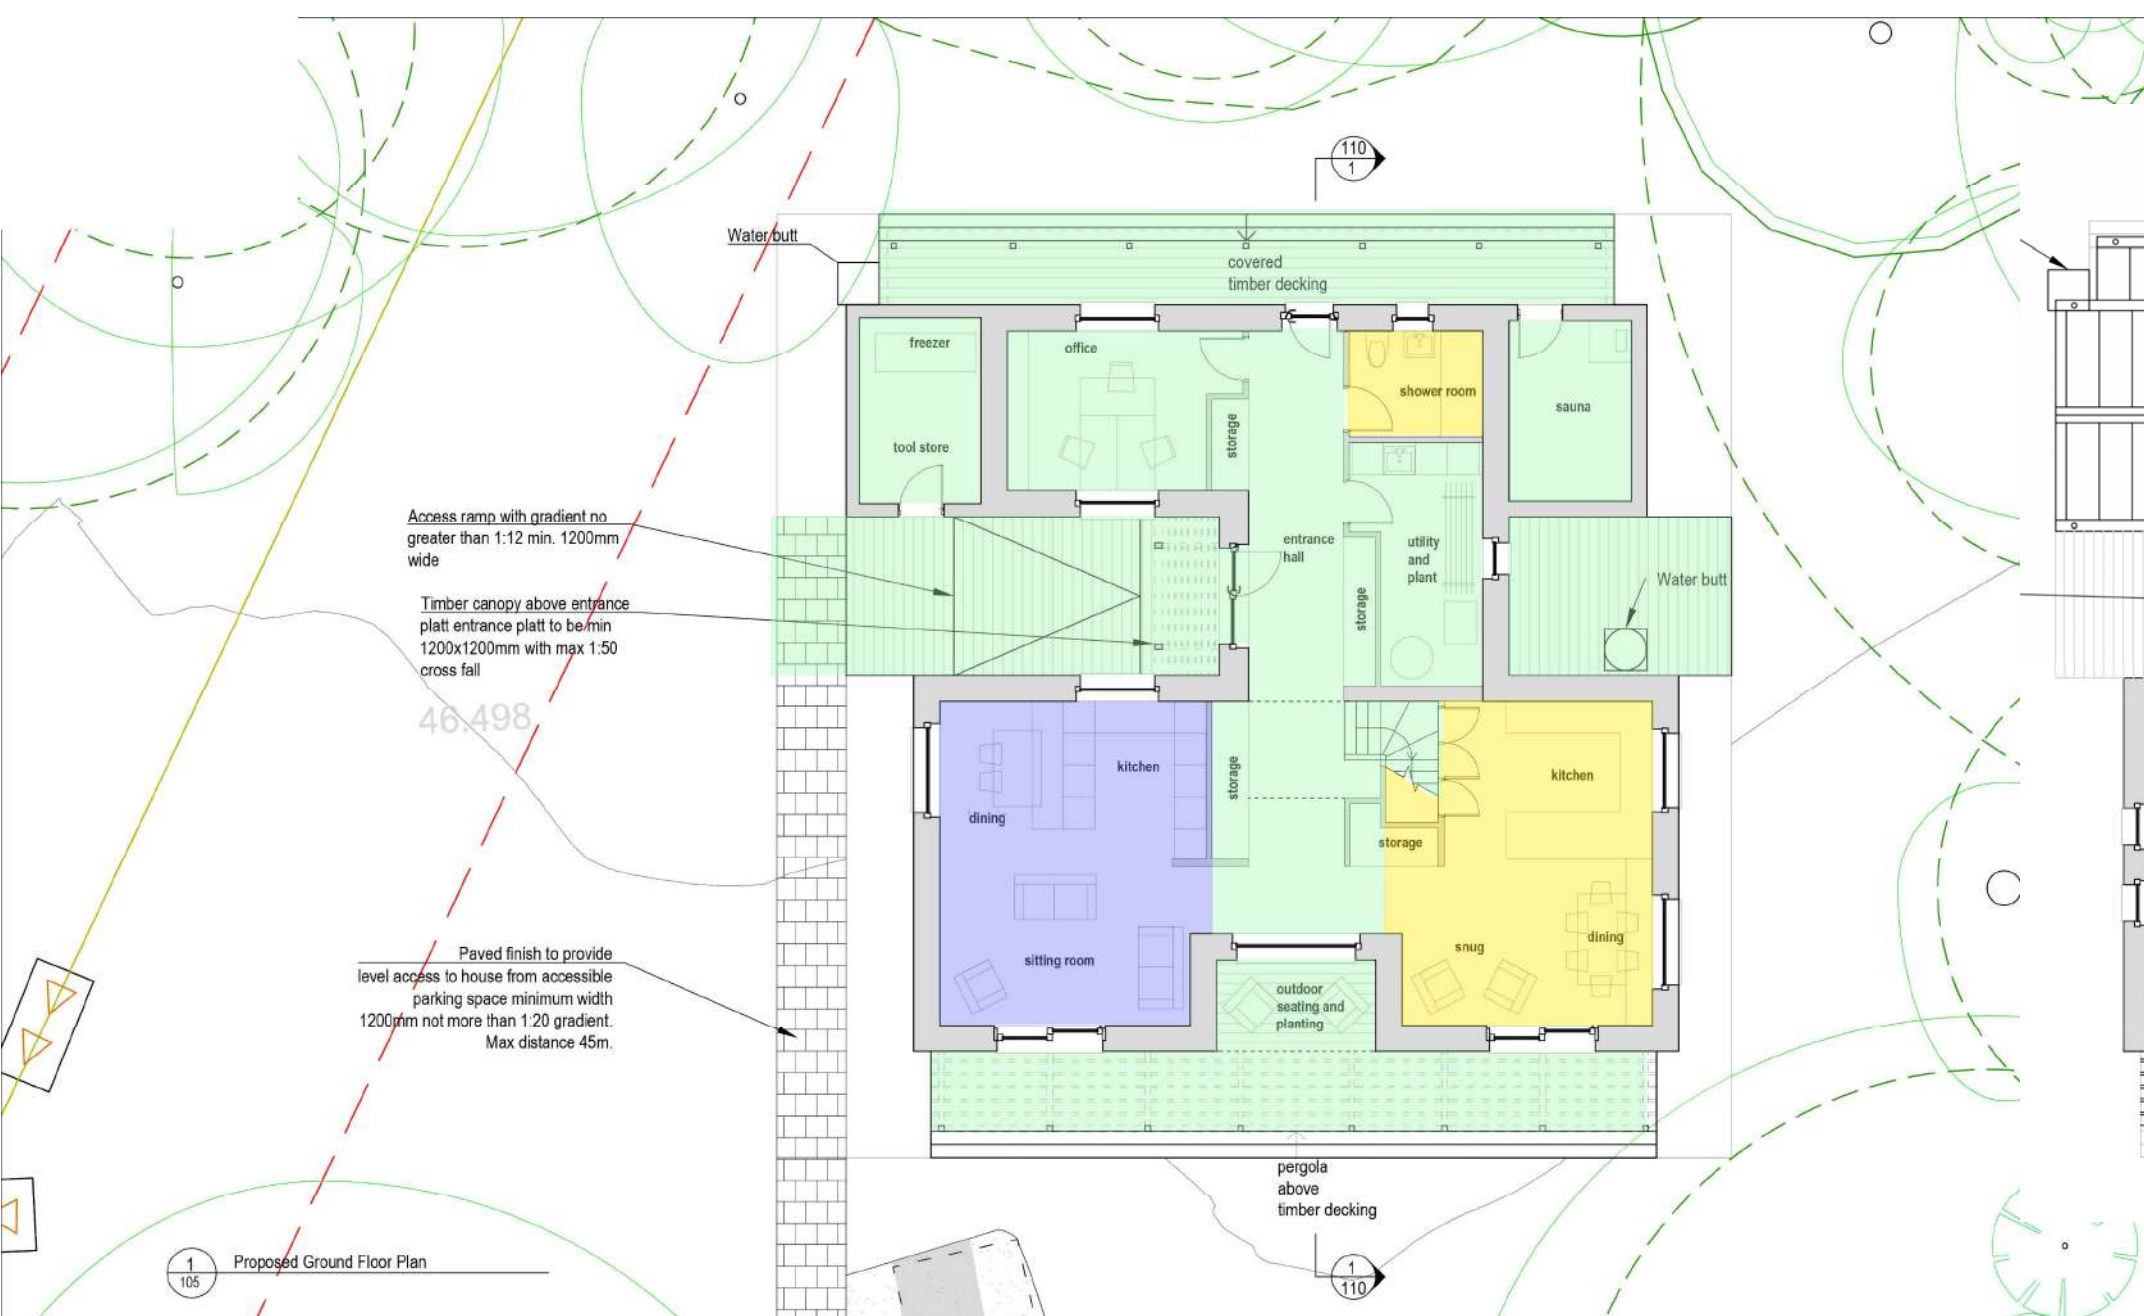 110
1
Water butt
covered
timber decking
freezer
office
shower room
sauna
storage
tool store
Access ramp with gradient no
greater than 1:12 min. 1200mm
wide
entrance
hall
utility
and
plant
Water butt
Timber canopy above entrance
platt entrance platt to be min
1200x1200mm with max 1:50
cross fall
storage
46.498
kitchen
dining
storage
kitchen
storage
sitting room
snug
dining
Paved finish to provide
level access to house from accessible
parking space minimum width
1200mm not more than 1:20 gradient.
Max distance 45m.
outdoor
seating and
planting
pergola
above
timber decking
1
105
Proposed Ground Floor Plan
1
110